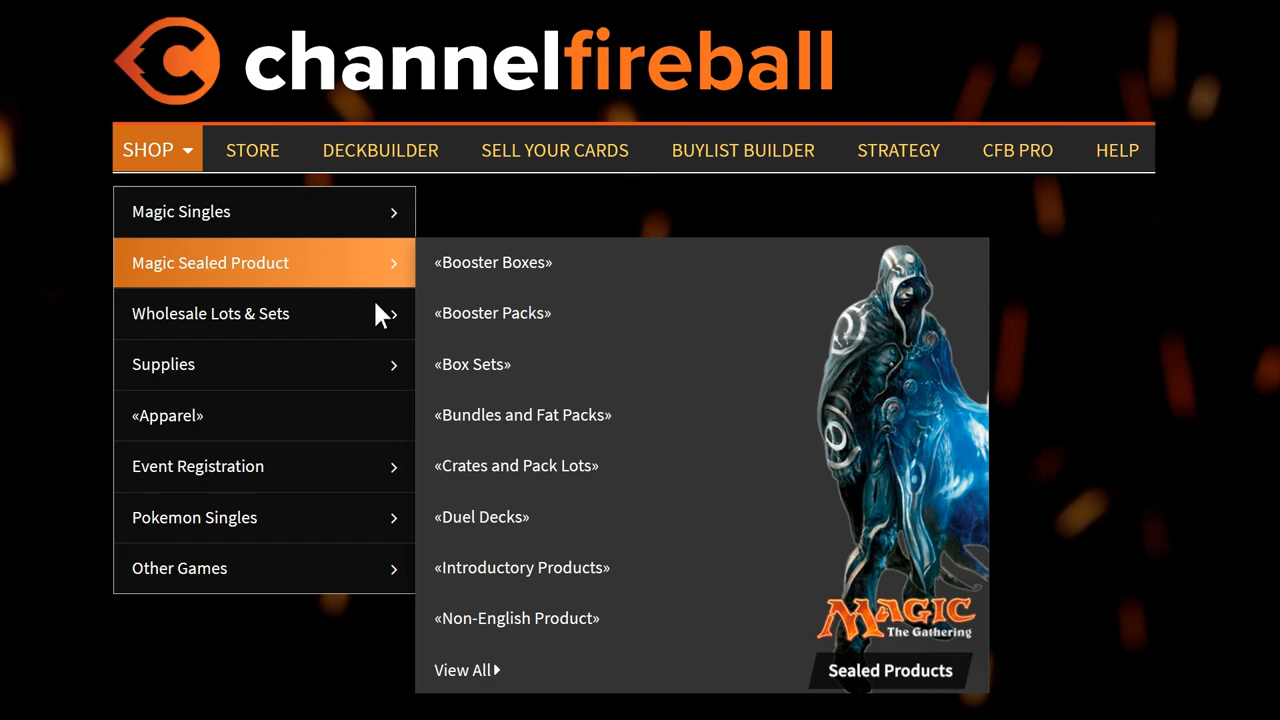 channelfireball
SHOP STORE DECKBUILDER SELL YOUR CARDS BUYLIST BUILDER STRATEGY CFB PRO HELP
Magic Singles
Magic Sealed Product
Wholesale Lots & Sets
Supplies
«Apparel»
Event Registration
Pokemon Singles
Other Games
«Booster Boxes»
«Booster Packs»
«Box Sets»
«Bundles and Fat Packs»
«Crates and Pack Lots»
«Duel Decks»
«Introductory Products»
«Non-English Product»
View All
MAGIC
The Gathering
Sealed Products